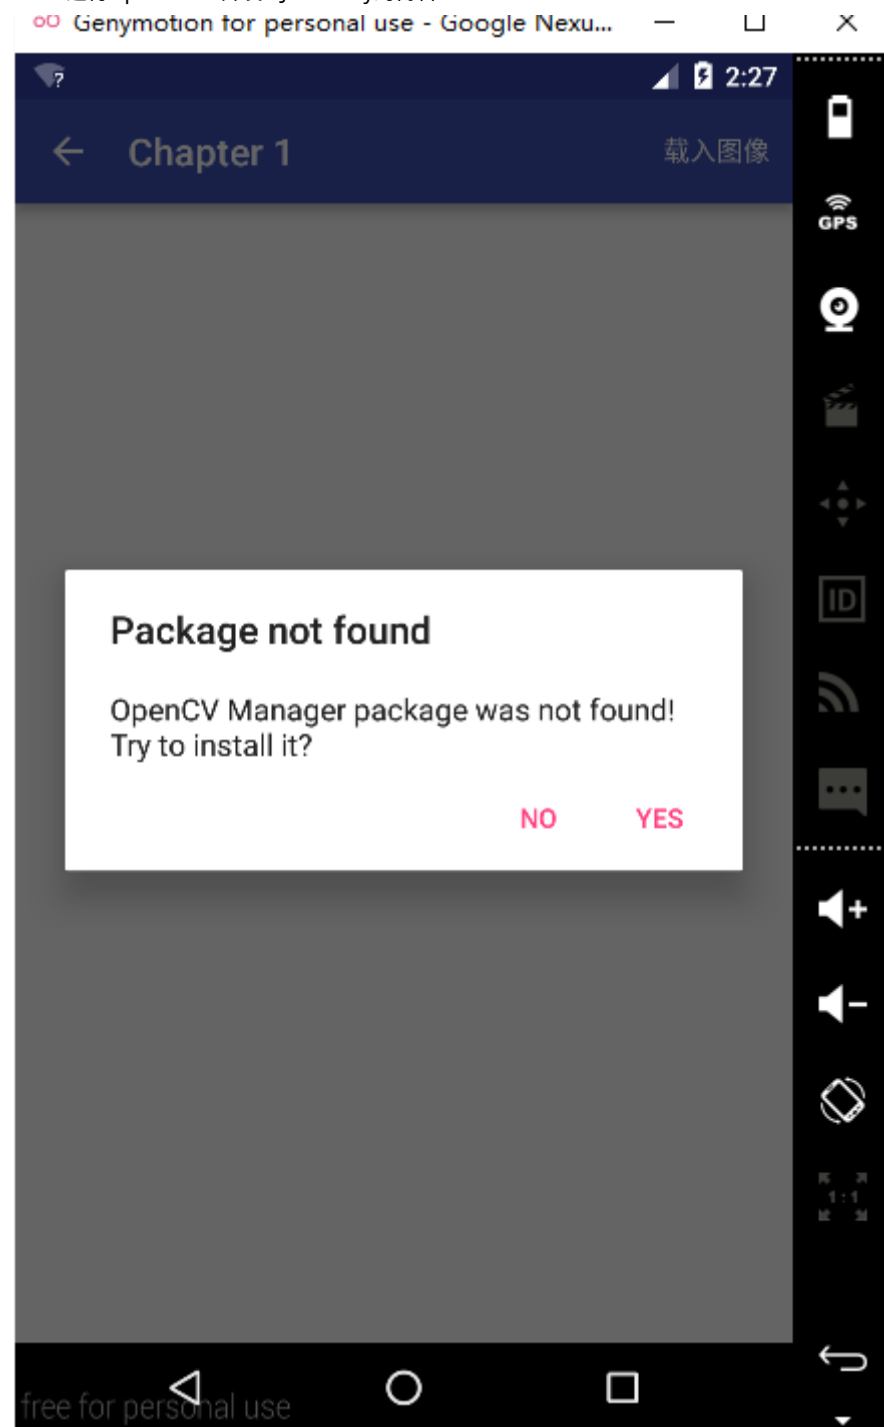 Genymotion for personal use - Google Nexu...
2:27
Chapter 1
载入图像
GPS
ID
Package not found
OpenCV Manager package was not found!
Try to install it?
NO YES
1:1
free for personal use